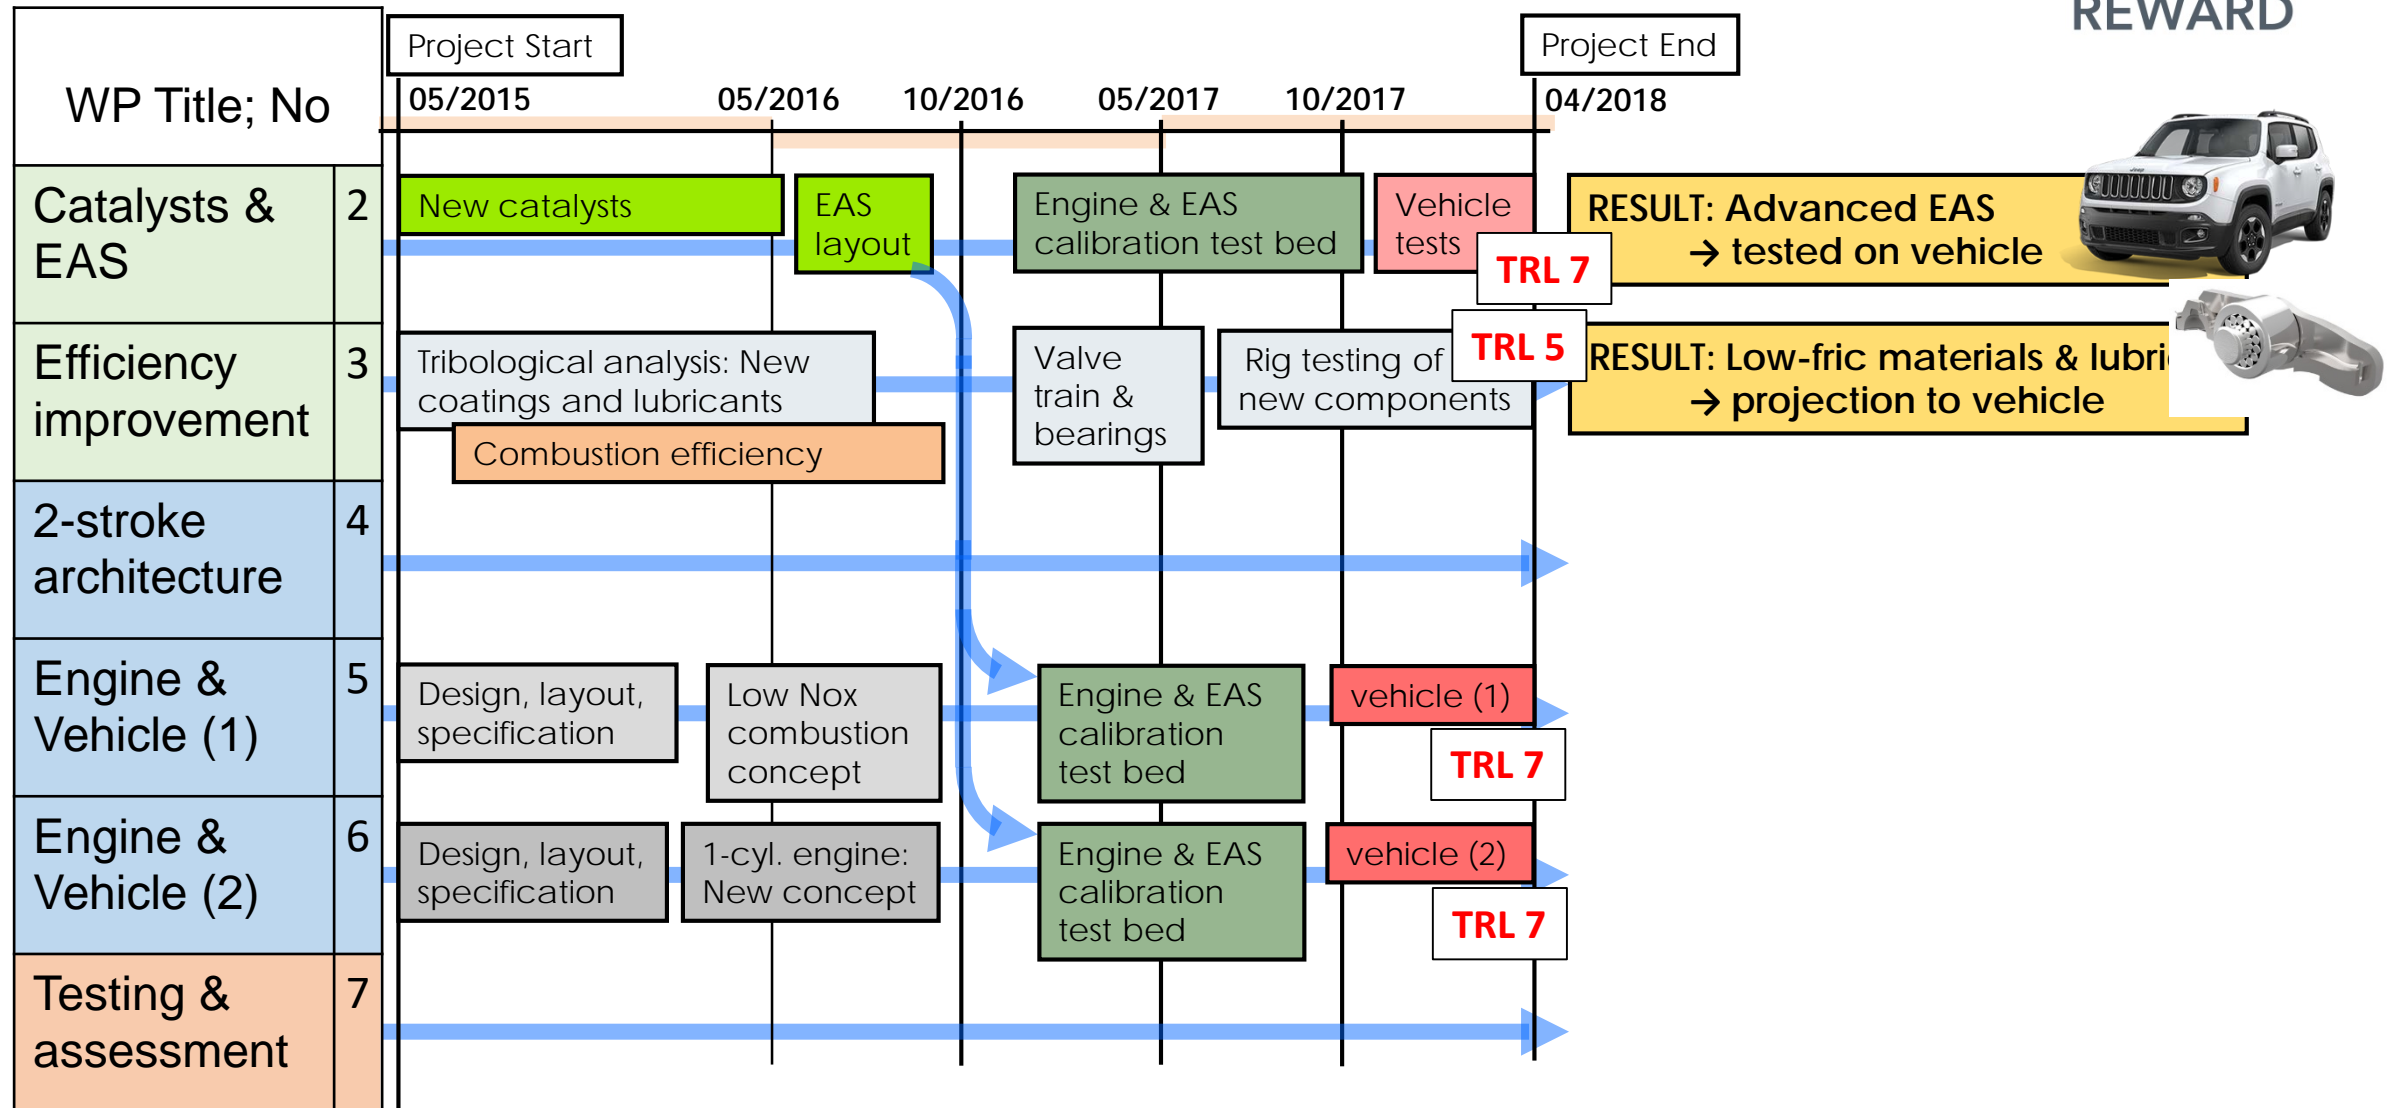 REWARD
Project Start
Project End
WP Title; No
05/2015
05/2016
10/2016
05/2017
10/2017
04/2018
Catalysts &
EAS
2
New catalysts
EAS
layout
Engine & EAS
calibration test bed
Vehicle
tests
TRL 7
RESULT: Advanced EAS
→ tested on vehicle
Efficiency
improvement
3
Tribological analysis: New
coatings and lubricants
Combustion efficiency
Valve
train &
bearings
Rig testing of
new components
TRL 5
RESULT: Low-fric materials & lubri
→ projection to vehicle
2-stroke
architecture
4
Engine &
Vehicle (1)
5
Design, layout,
specification
Low Nox
combustion
concept
Engine & EAS
calibration
test bed
vehicle (1)
TRL 7
Engine &
Vehicle (2)
6
Design, layout,
specification
1-cyl. engine:
New concept
Engine & EAS
calibration
test bed
vehicle (2)
TRL 7
Testing &
assessment
7